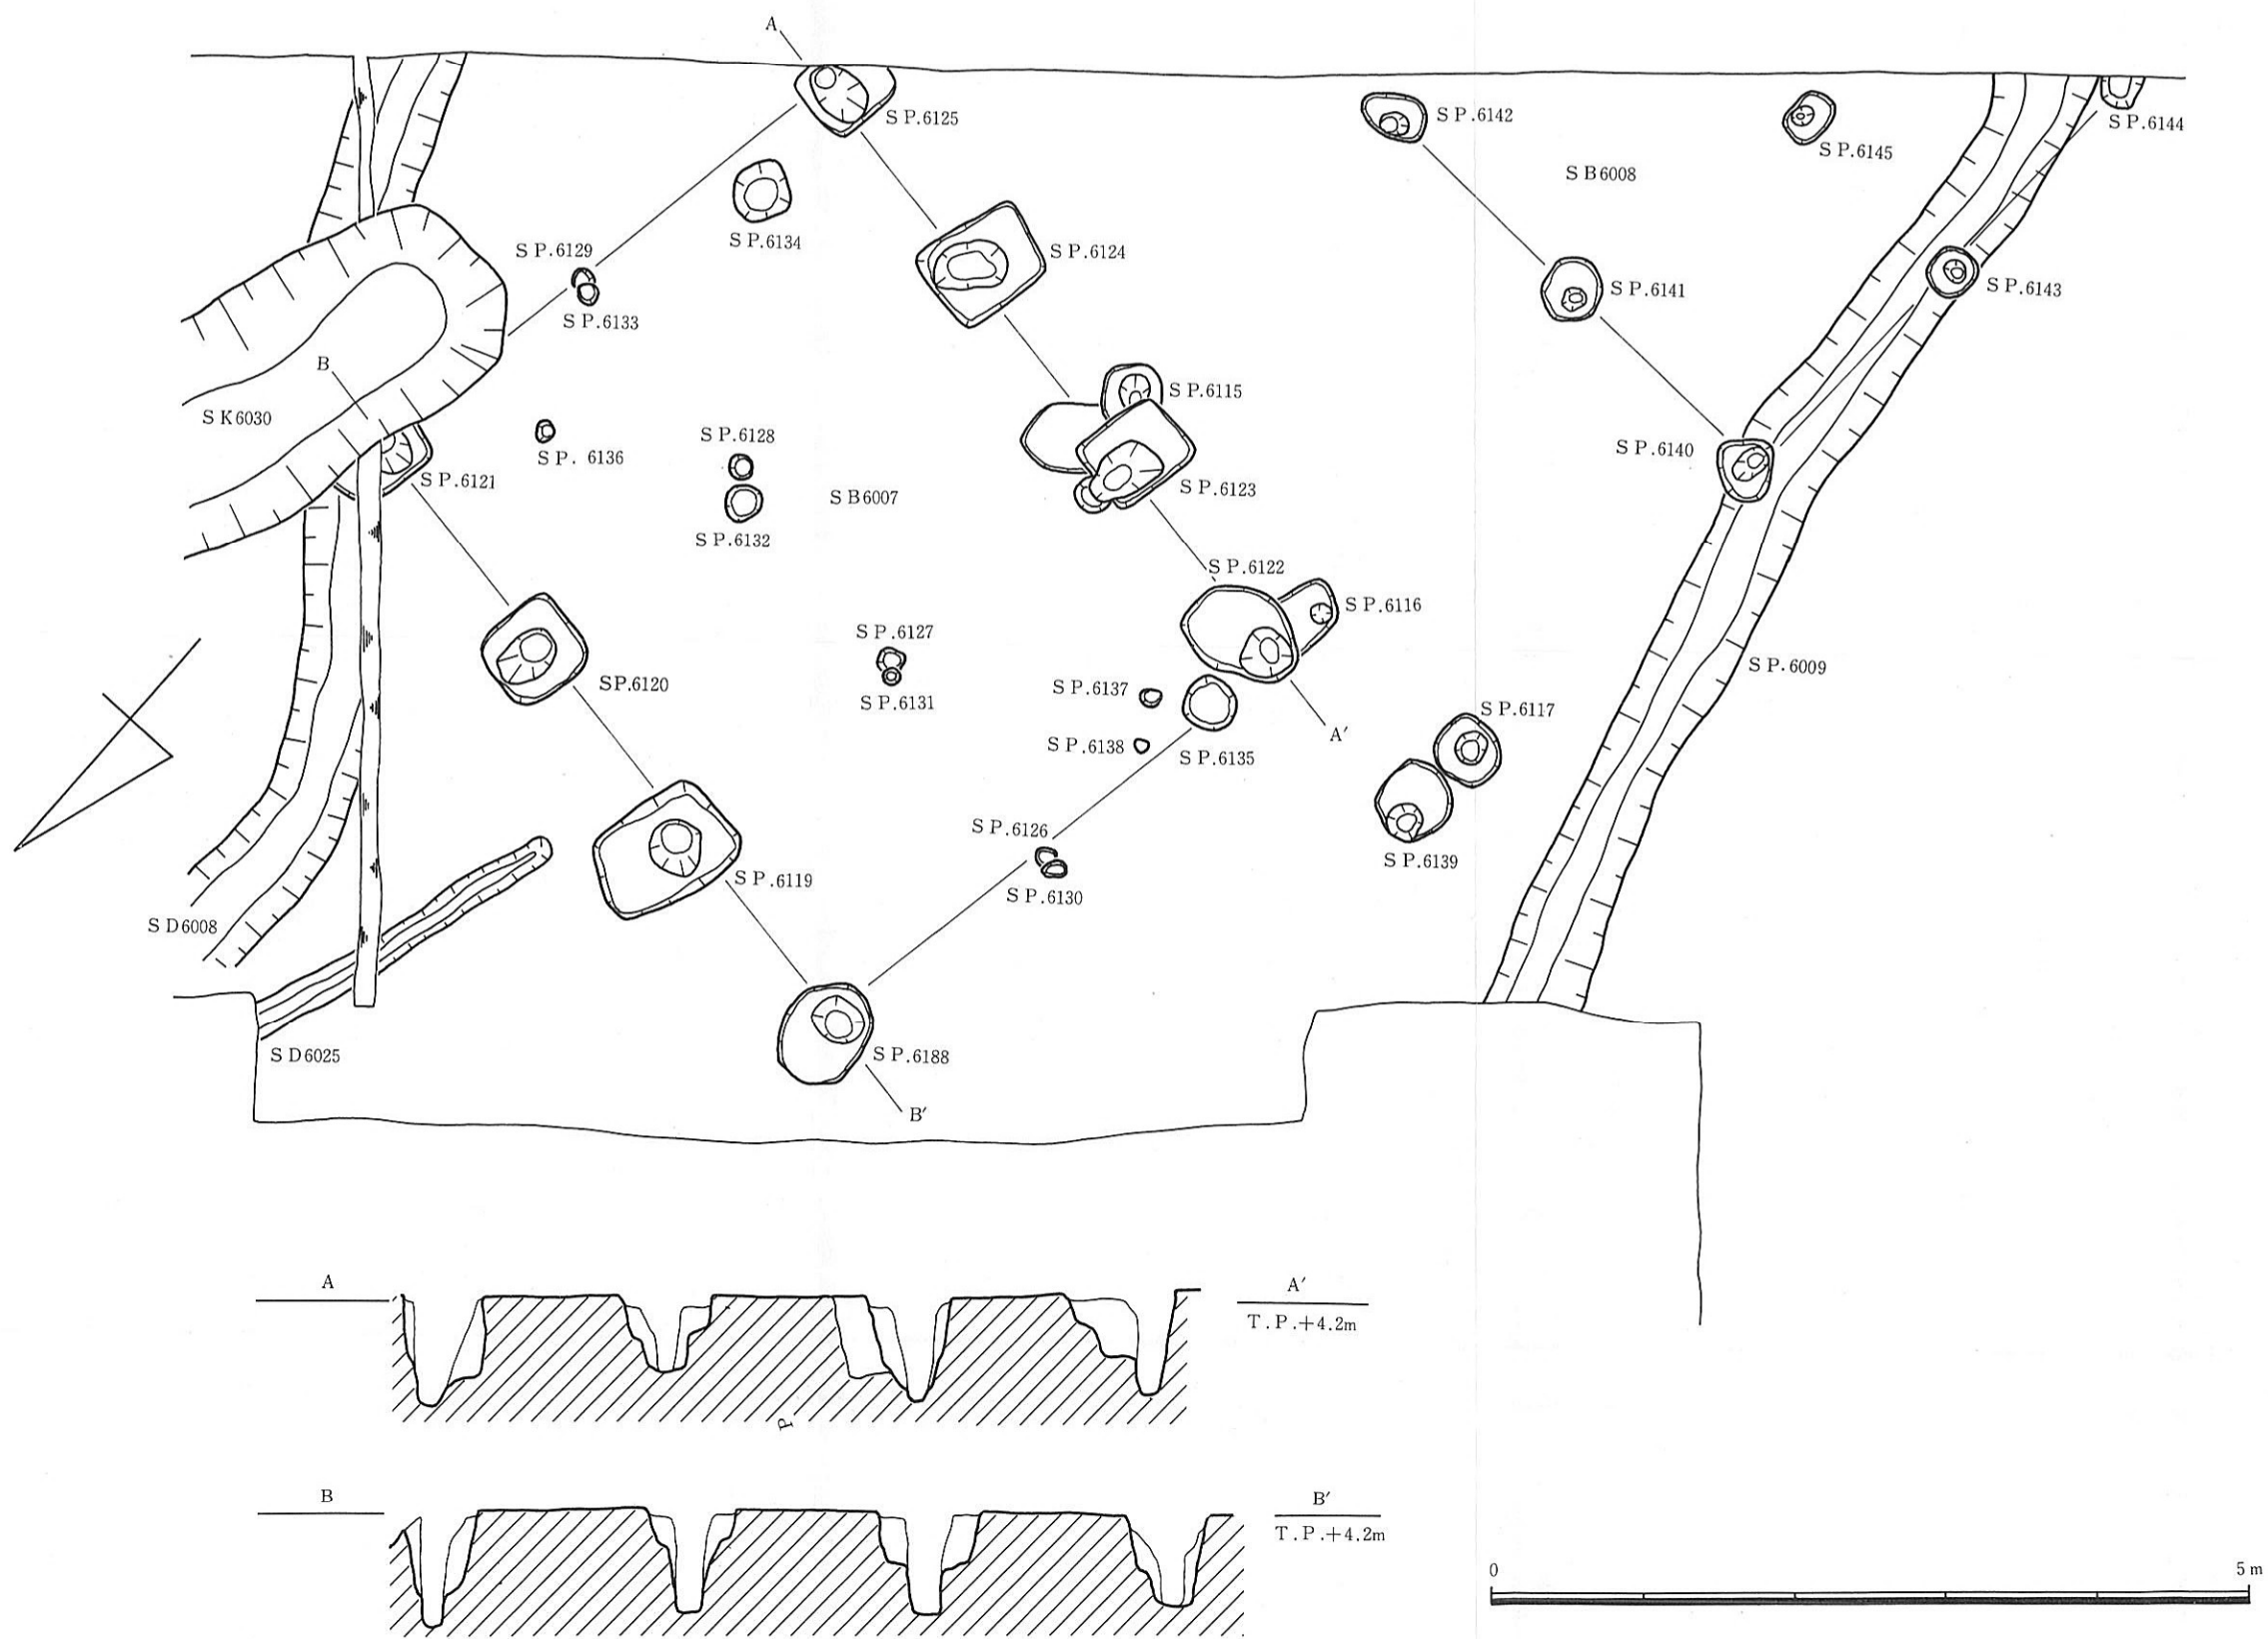 A
S P.6125
S P.6142
S P.6145
S P.6144
S B6008
S P.6134
S P.6129
S P.6124
S P.6133
S P.6141
S P.6143
B
S P.6115
S K6030
S P.6128
S P. 6136
S P.6140
S P.6121
S B6007
S P.6123
S P.6132
S P.6122
S P.6116
S P.6127
S P.6009
SP.6120
S P.6137
S P.6131
S P.6117
A′
S P.6138
S P.6135
S P.6126
S P.6139
S P.6119
S P.6130
S D6008
S D6025
S P.6188
B′
A
A′
T.P.+4.2m
P
B
B′
T.P.+4.2m
0
5 m